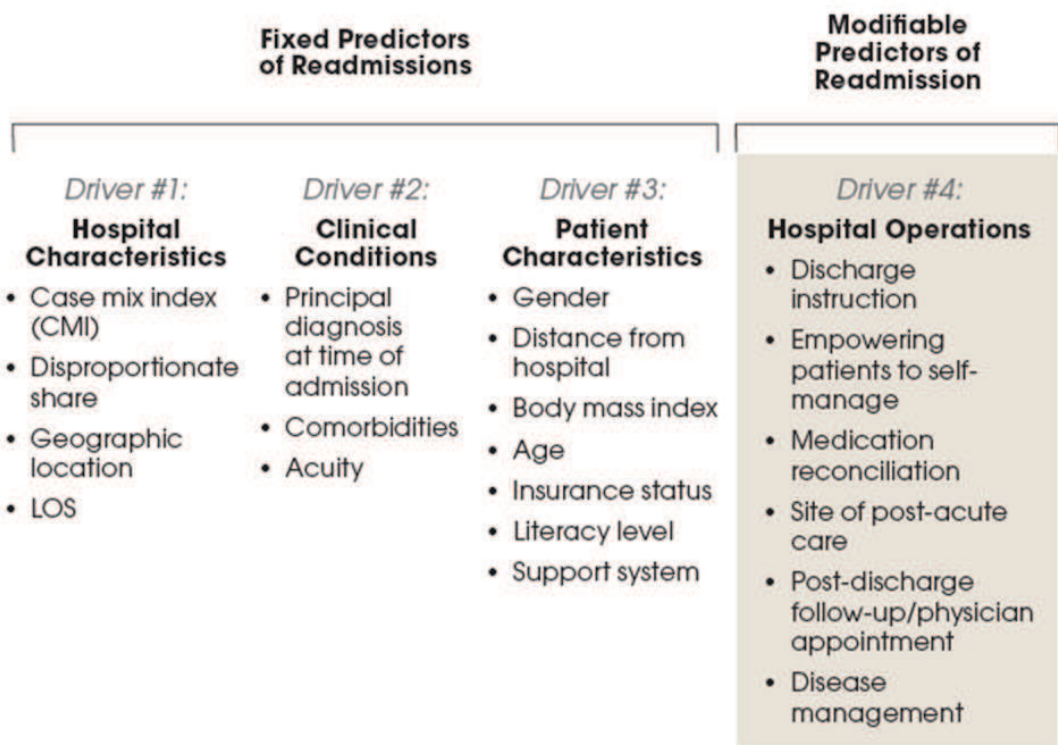 Fixed Predictors
of Readmissions
Modifiable
Predictors of
Readmission
Driver #1:
Hospital
Characteristics
• Case mix index
(CMI)
• Disproportionate
share
• Geographic
location
• LOS
Driver #2:
Clinical
Conditions
• Principal
diagnosis
at time of
admission
• Comorbidities
• Acuity
Driver #3:
Patient
Characteristics
• Gender
• Distance from
hospital
• Body mass index
• Age
• Insurance status
• Literacy level
• Support system
Driver #4:
Hospital Operations
• Discharge
instruction
• Empowering
patients to self-
manage
• Medication
reconciliation
• Site of post-acute
care
• Post-discharge
follow-up/physician
appointment
• Disease
management